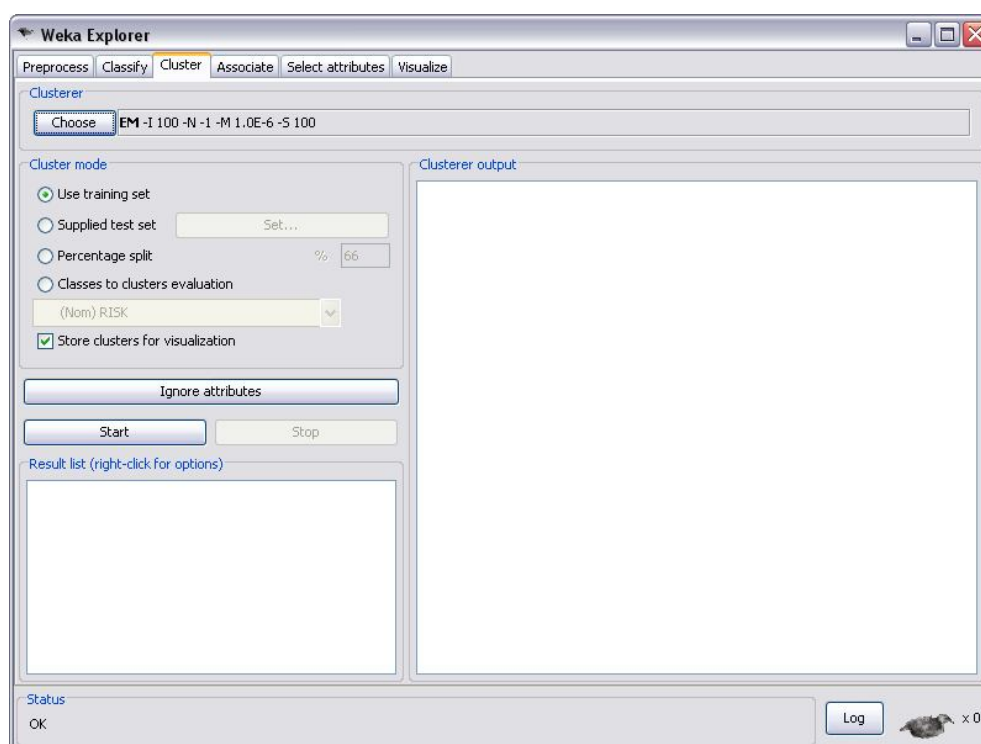 Weka Explorer
Preprocess Classify Cluster Associate Select attributes Visualize
Clusterer
Choose EM -I 100 -N -1 -M 1.0E-6 -S 100
Cluster mode
Use training set
Supplied test set Set...
Percentage split % 66
Classes to clusters evaluation
(Nom) RISK
Store clusters for visualization
Ignore attributes
Start Stop
Result list (right-click for options)
Clusterer output
Status
OK
Log x 0